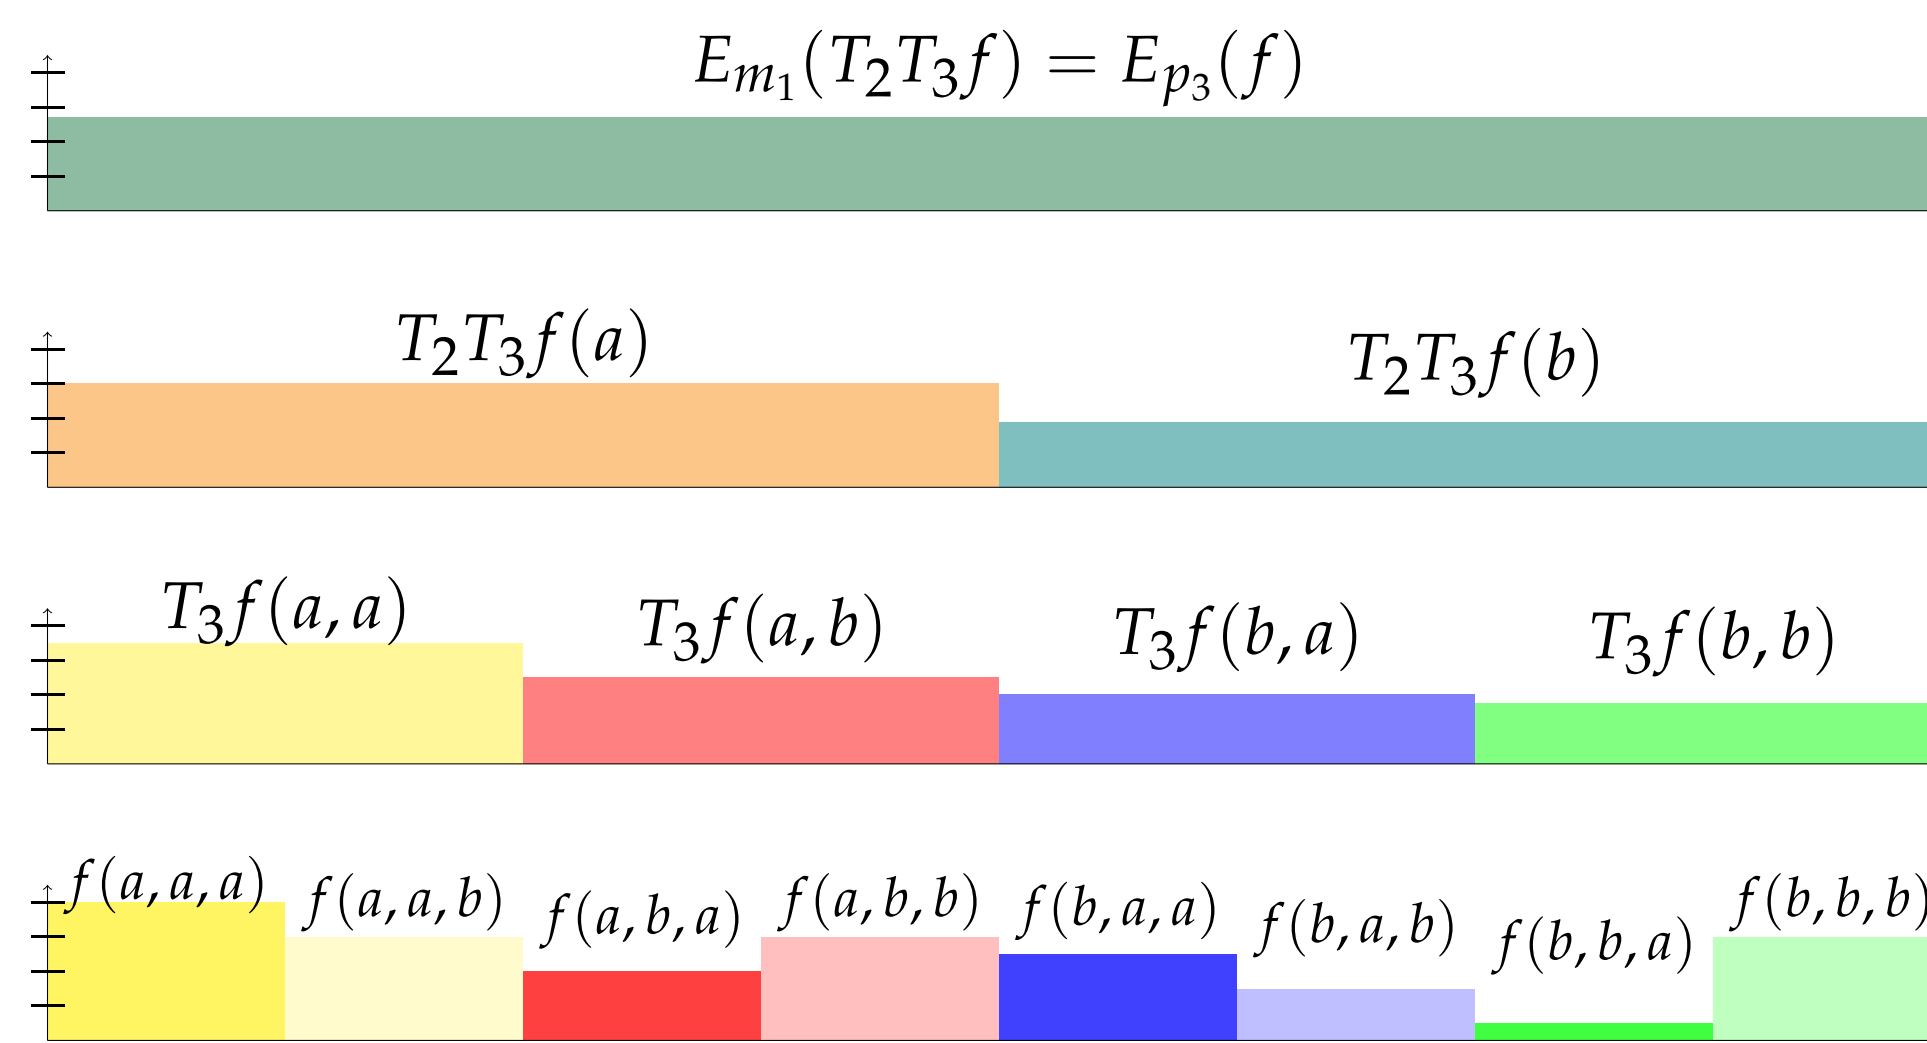 E_{m_1}(T_2T_3f) = E_{p_3}(f)
T_2T_3f(a) T_2T_3f(b)
T_3f(a, a) T_3f(a, b) T_3f(b, a) T_3f(b, b)
f(a, a, a) f(a, a, b) f(a, b, a) f(a, b, b) f(b, a, a) f(b, a, b) f(b, b, a) f(b, b, b)